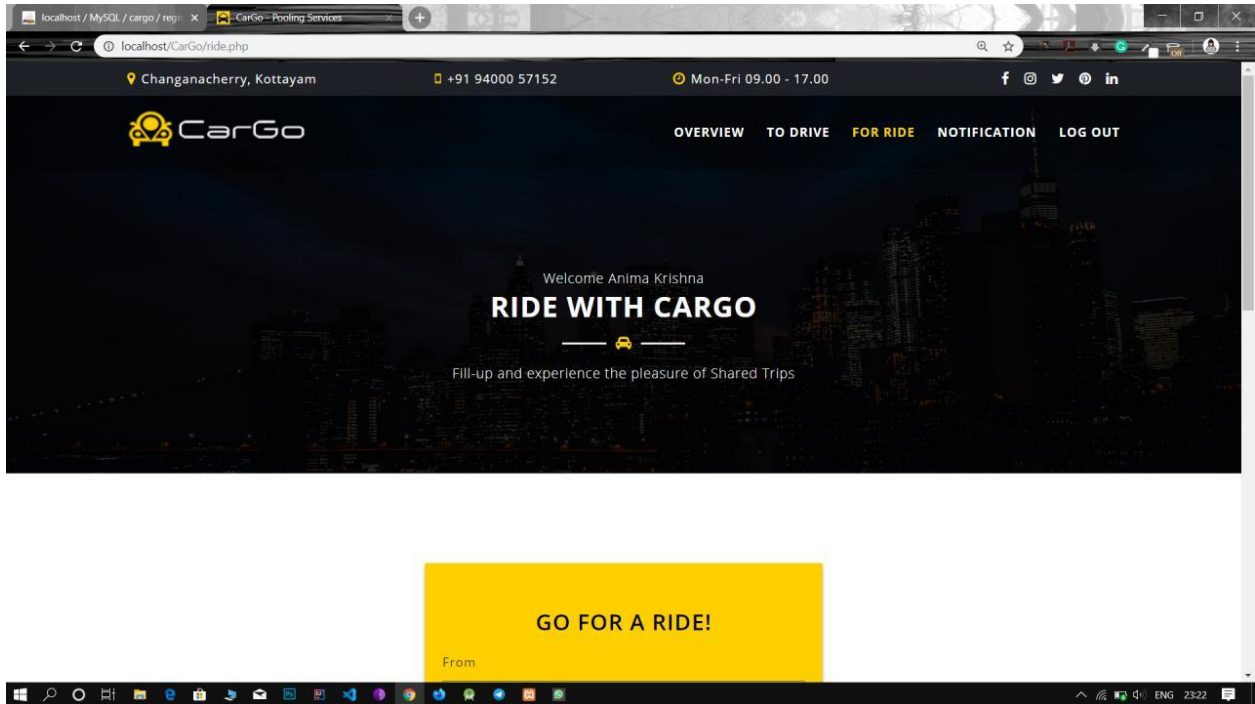 localhost / MySQL / cargo / regi
CarGo - Pooling Services
localhost/CarGo/ride.php
Off
Changanacherry, Kottayam
+91 94000 57152
Mon-Fri 09.00 - 17.00
CarGo
OVERVIEW TO DRIVE FOR RIDE NOTIFICATION LOG OUT
Welcome Anima Krishna
RIDE WITH CARGO
Fill-up and experience the pleasure of Shared Trips
GO FOR A RIDE!
From
ENG 23:22